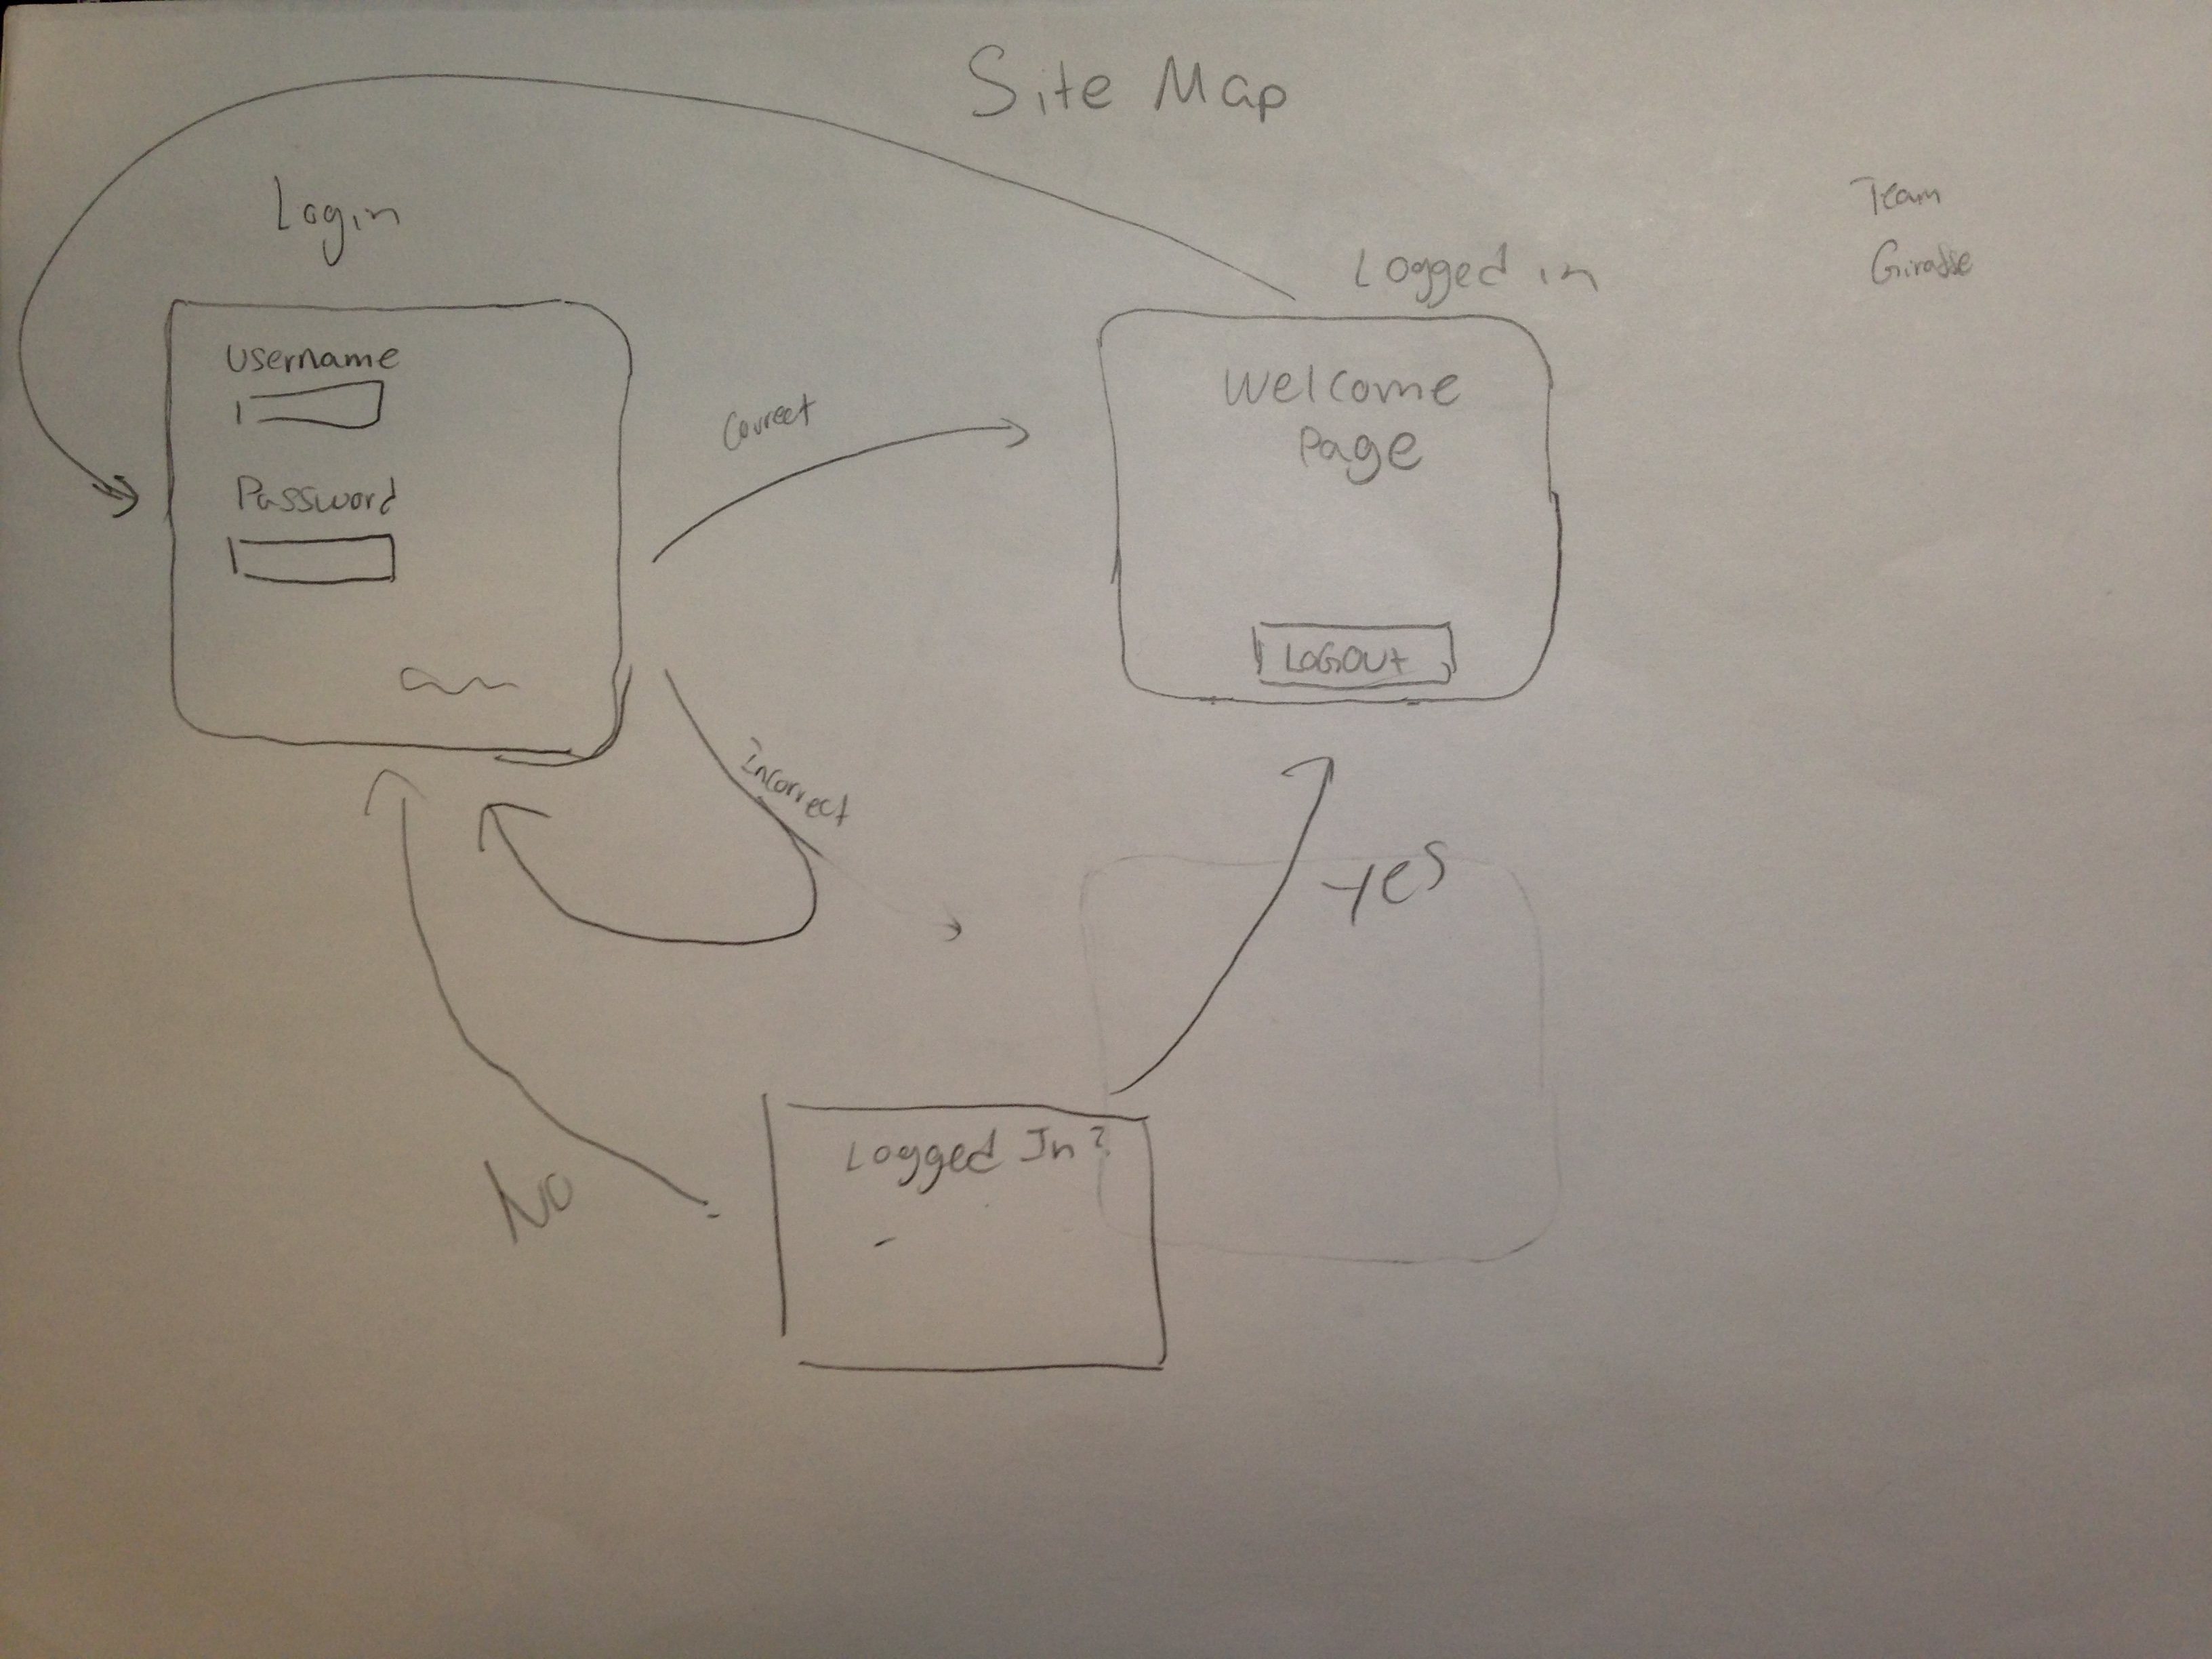 Site Map
Team
Giraffe
Login
Logged in
Username
Password
Correct
Welcome
Page
LOGOUt
Incorrect
Yes
Logged In?
No